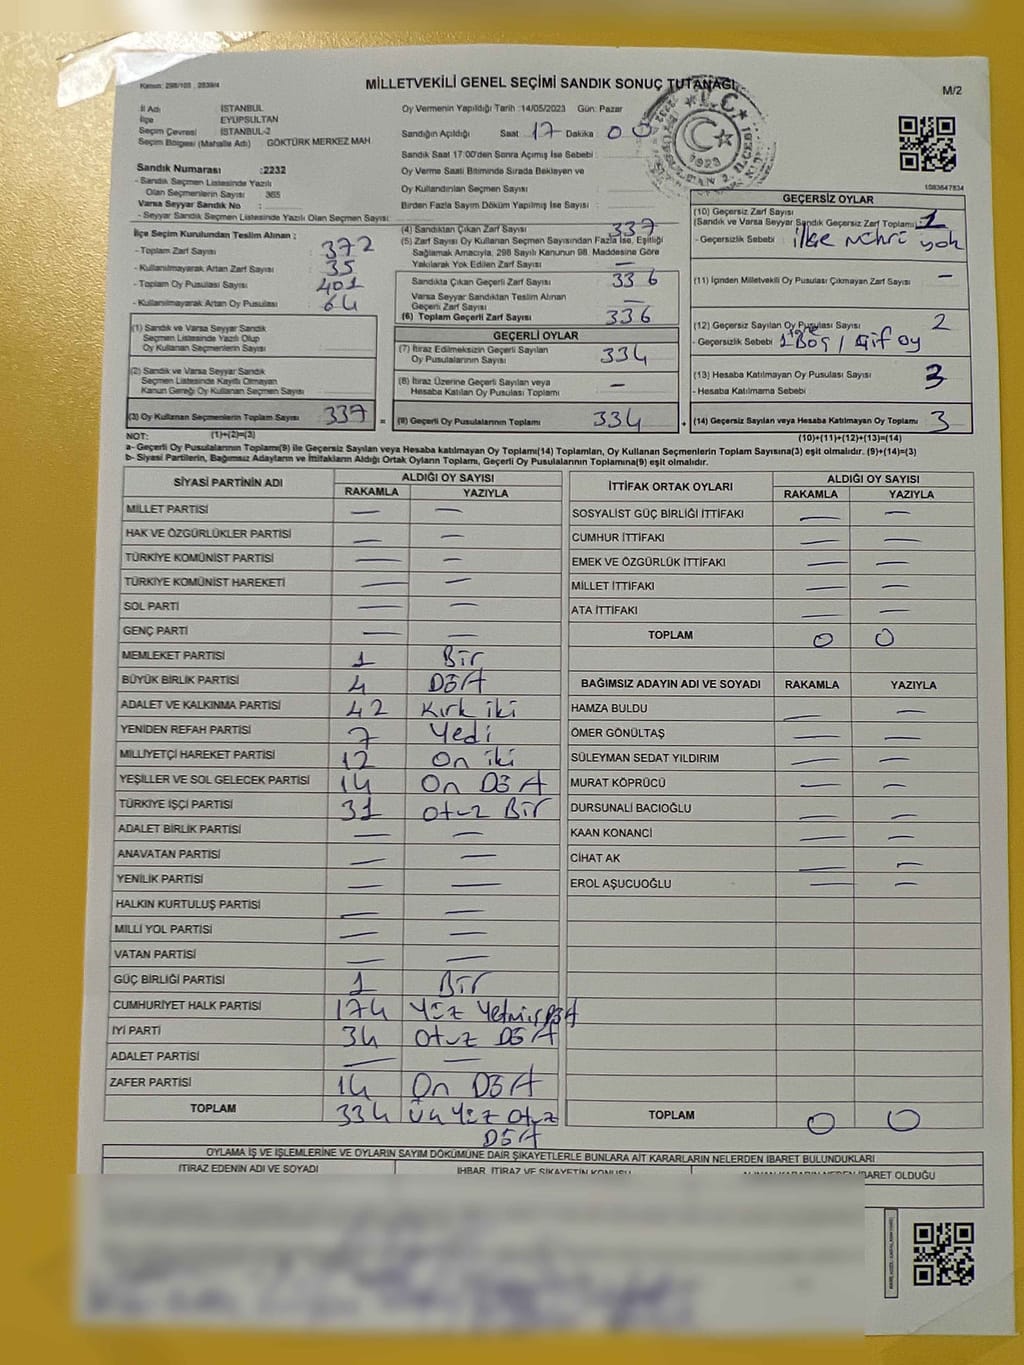 Kanun: 298/105 , 2839/4
MİLLETVEKİLİ GENEL SEÇİMİ SANDIK SONUÇ TUTANAĞI
M/2
İl Adı : İSTANBUL
İlçe : EYÜPSULTAN
Seçim Çevresi : İSTANBUL-2
Seçim Bölgesi (Mahalle Adı) : GÖKTÜRK MERKEZ MAH
Oy Vermenin Yapıldığı Tarih :14/05/2023 Gün: Pazar
Sandığın Açıldığı Saat : 17 Dakika : 00
Sandık Saat 17:00'den Sonra Açılmış İse Sebebi :
Sandık Numarası :2232
- Sandık Seçmen Listesinde Yazılı
Olan Seçmenlerin Sayısı : 365
Varsa Seyyar Sandık No :
- Seyyar Sandık Seçmen Listesinde Yazılı Olan Seçmen Sayısı:
Oy Verme Saati Bitiminde Sırada Bekleyen ve
Oy Kullandırılan Seçmen Sayısı :
Birden Fazla Sayım Döküm Yapılmış İse Sayısı :
1083647834
İlçe Seçim Kurulundan Teslim Alınan ;
- Toplam Zarf Sayısı : 372
- Kullanılmayarak Artan Zarf Sayısı : 35
- Toplam Oy Pusulası Sayısı : 401
- Kullanılmayarak Artan Oy Pusulası : 64
(4) Sandıktan Çıkan Zarf Sayısı : 337
(5) Zarf Sayısı Oy Kullanan Seçmen Sayısından Fazla İse, Eşitliği
Sağlamak Amacıyla, 298 Sayılı Kanunun 98. Maddesine Göre
Yakılarak Yok Edilen Zarf Sayısı : —
Sandıkta Çıkan Geçerli Zarf Sayısı : 336
Varsa Seyyar Sandıktan Teslim Alınan
Geçerli Zarf Sayısı : —
(6) Toplam Geçerli Zarf Sayısı : 336
GEÇERSİZ OYLAR
(10) Geçersiz Zarf Sayısı
(Sandık ve Varsa Seyyar Sandık Geçersiz Zarf Toplamı) : 1
- Geçersizlik Sebebi : ilçe mührü yok
(11) İçinden Milletvekili Oy Pusulası Çıkmayan Zarf Sayısı : —
(12) Geçersiz Sayılan Oy Pusulası Sayısı : 2
- Geçersizlik Sebebi : 1 Boş / Çift oy
(13) Hesaba Katılmayan Oy Pusulası Sayısı : 3
- Hesaba Katılmama Sebebi :
(14) Geçersiz Sayılan veya Hesaba Katılmayan Oy Toplamı : 3
(10)+(11)+(12)+(13)=(14)
(1) Sandık ve Varsa Seyyar Sandık
Seçmen Listesinde Yazılı Olup
Oy Kullanan Seçmenlerin Sayısı :
(2) Sandık ve Varsa Seyyar Sandık
Seçmen Listesinde Kayıtlı Olmayan
Kanun Gereği Oy Kullanan Seçmen Sayısı :
(3) Oy Kullanan Seçmenlerin Toplam Sayısı : 337
(1)+(2)=(3)
GEÇERLİ OYLAR
(7) İtiraz Edilmeksizin Geçerli Sayılan
Oy Pusulalarının Sayısı : 334
(8) İtiraz Üzerine Geçerli Sayılan veya
Hesaba Katılan Oy Pusulası Toplamı : —
(9) Geçerli Oy Pusulalarının Toplamı : 334
NOT:
a- Geçerli Oy Pusulalarının Toplamı(9) ile Geçersiz Sayılan veya Hesaba katılmayan Oy Toplamı(14) Toplamları, Oy Kullanan Seçmenlerin Toplam Sayısına(3) eşit olmalıdır. (9)+(14)=(3)
b- Siyasi Partilerin, Bağımsız Adayların ve İttifakların Aldığı Ortak Oyların Toplamı, Geçerli Oy Pusulalarının Toplamına(9) eşit olmalıdır.
SİYASİ PARTİNİN ADI ALDIĞI OY SAYISI
RAKAMLA YAZIYLA
MİLLET PARTİSİ — —
HAK VE ÖZGÜRLÜKLER PARTİSİ — —
TÜRKİYE KOMÜNİST PARTİSİ — —
TÜRKİYE KOMÜNİST HAREKETİ — —
SOL PARTİ — —
GENÇ PARTİ — —
MEMLEKET PARTİSİ 1 Bir
BÜYÜK BİRLİK PARTİSİ 4 Dört
ADALET VE KALKINMA PARTİSİ 42 Kırk iki
YENİDEN REFAH PARTİSİ 7 Yedi
MİLLİYETÇİ HAREKET PARTİSİ 12 On iki
YEŞİLLER VE SOL GELECEK PARTİSİ 14 On Dört
TÜRKİYE İŞÇİ PARTİSİ 31 Otuz Bir
ADALET BİRLİK PARTİSİ — —
ANAVATAN PARTİSİ — —
YENİLİK PARTİSİ — —
HALKIN KURTULUŞ PARTİSİ — —
MİLLİ YOL PARTİSİ — —
VATAN PARTİSİ — —
GÜÇ BİRLİĞİ PARTİSİ 1 Bir
CUMHURİYET HALK PARTİSİ 174 Yüz Yetmiş Dört
İYİ PARTİ 34 Otuz Dört
ADALET PARTİSİ — —
ZAFER PARTİSİ 14 On Dört
TOPLAM 334 Üç Yüz Otuz
Dört
İTTİFAK ORTAK OYLARI ALDIĞI OY SAYISI
RAKAMLA YAZIYLA
SOSYALİST GÜÇ BİRLİĞİ İTTİFAKI — —
CUMHUR İTTİFAKI — —
EMEK VE ÖZGÜRLÜK İTTİFAKI — —
MİLLET İTTİFAKI — —
ATA İTTİFAKI — —
TOPLAM 0 0
BAĞIMSIZ ADAYIN ADI VE SOYADI RAKAMLA YAZIYLA
HAMZA BULDU — —
ÖMER GÖNÜLTAŞ — —
SÜLEYMAN SEDAT YILDIRIM — —
MURAT KÖPRÜCÜ — —
DURSUNALİ BACIOĞLU — —
KAAN KONANCİ — —
CİHAT AK — —
EROL AŞUCUOĞLU — —
TOPLAM 0 0
OYLAMA İŞ VE İŞLEMLERİNE VE OYLARIN SAYIM DÖKÜMÜNE DAİR ŞİKAYETLERLE BUNLARA AİT KARARLARIN NELERDEN İBARET BULUNDUKLARI
İTİRAZ EDENİN ADI VE SOYADI İHBAR, İTİRAZ VE ŞİKAYETİN KONUSU ALINAN KARARIN NEDEN İBARET OLDUĞU